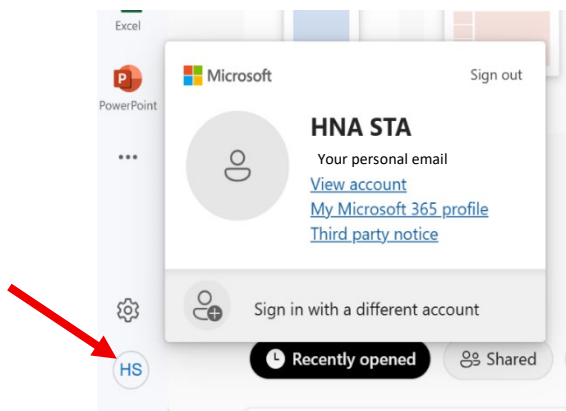 Excel
P
PowerPoint
Microsoft
Sign out
HNA STA
Your personal email
View account
My Microsoft 365 profile
Third party notice
Sign in with a different account
HS
Recently opened
Shared